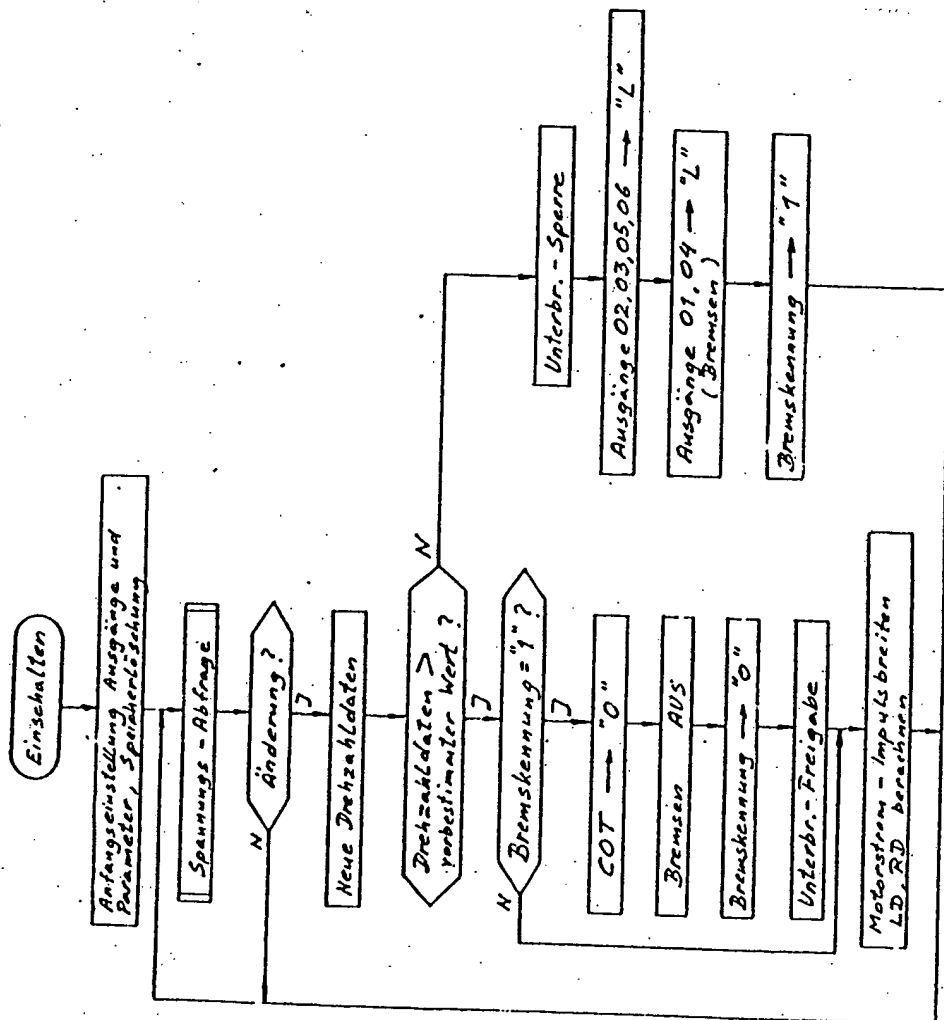 Einschalten
Anfangseinstellung Ausgänge und
Parameter, Speicherlöschung
Spannungs-Abfrage
Änderung?
N
J
Neue Drehzahldaten
Drehzahldaten >
vorbestimmter Wert ?
N
J
Bremskennung = "1" ?
N
J
COT → "0"
Bremsen AUS
Bremskennung → "0"
Unterbr.-Freigabe
Motorstrom-Impulsbreiten
LD, RD berechnen
Unterbr.-Sperre
Ausgänge 02,03,05,06 → "L"
Ausgänge 01,04 → "L"
(Bremsen)
Bremskennung → "1"